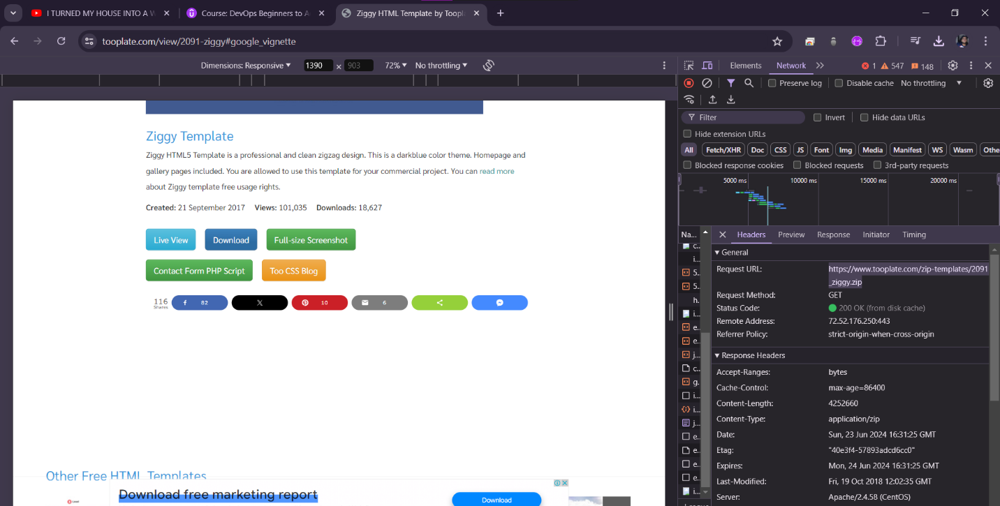 I TURNED MY HOUSE INTO A W
Course: DevOps Beginners to A
Ziggy HTML Template by Toopl
tooplate.com/view/2091-ziggy#google_vignette
Dimensions: Responsive 1390 × 903 72% No throttling
Elements Network 1 547 148
Preserve log Disable cache No throttling
Filter Invert Hide data URLs
Hide extension URLs
All Fetch/XHR Doc CSS JS Font Img Media Manifest WS Wasm Othe
Blocked response cookies Blocked requests 3rd-party requests
5000 ms 10000 ms 15000 ms 20000 ms
Ziggy Template
Ziggy HTML5 Template is a professional and clean zigzag design. This is a darkblue color theme. Homepage and
gallery pages included. You are allowed to use this template for your commercial project. You can read more
about Ziggy template free usage rights.
Created: 21 September 2017 Views: 101,035 Downloads: 18,627
Live View Download Full-size Screenshot
Contact Form PHP Script Too CSS Blog
116 82 10 6
Shares
Other Free HTML Templates
Download free marketing report
Download
Na...
c...
i...
5...
5...
h.
i...
e...
e...
j...
c...
g.
i...
i...
j...
e...
e...
e...
e...
i...
Headers Preview Response Initiator Timing
General
Request URL: https://www.tooplate.com/zip-templates/2091
_ziggy.zip
Request Method: GET
Status Code: 200 OK (from disk cache)
Remote Address: 72.52.176.250:443
Referrer Policy: strict-origin-when-cross-origin
Response Headers
Accept-Ranges: bytes
Cache-Control: max-age=86400
Content-Length: 4252660
Content-Type: application/zip
Date: Sun, 23 Jun 2024 16:31:25 GMT
Etag: "40e3f4-57893adcd6cc0"
Expires: Mon, 24 Jun 2024 16:31:25 GMT
Last-Modified: Fri, 19 Oct 2018 12:02:35 GMT
Server: Apache/2.4.58 (CentOS)